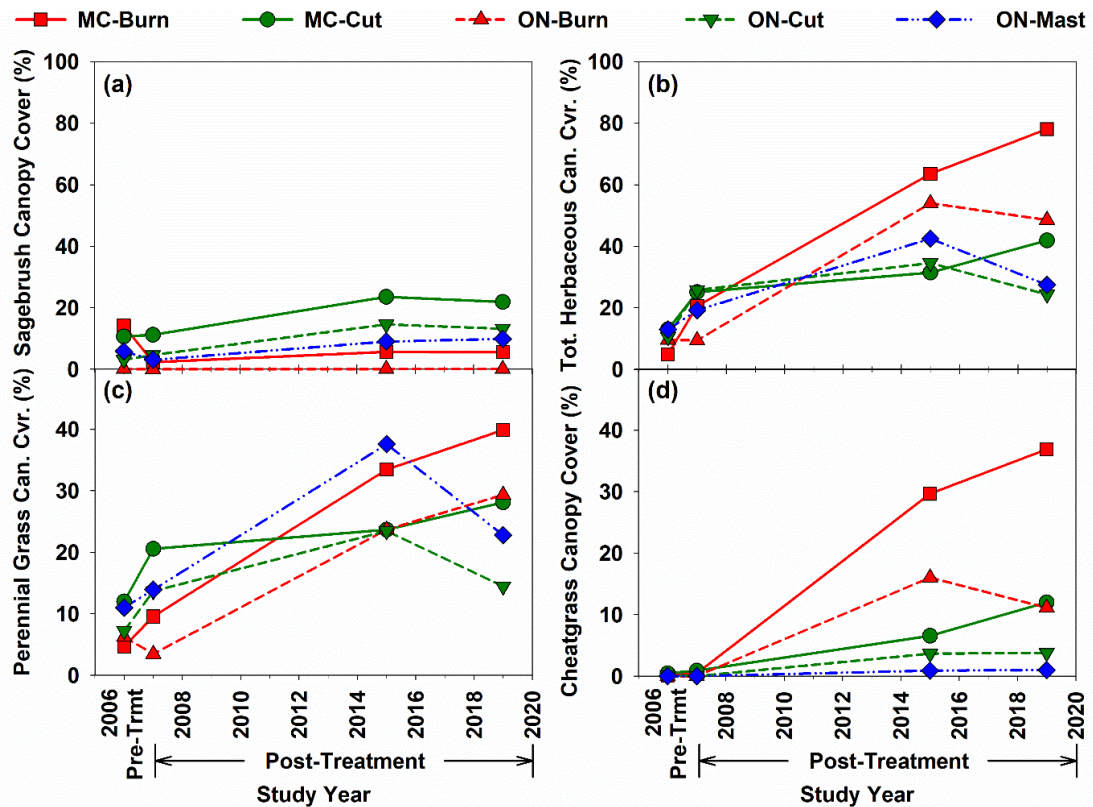 MC-Burn MC-Cut ON-Burn ON-Cut ON-Mast
Sagebrush Canopy Cover (%)
100
80
60
40
20
0
(a)
Tot. Herbaceous Can. Cvr. (%)
100
80
60
40
20
0
(b)
Perennial Grass Can. Cvr. (%)
40
30
20
10
0
(c)
2006
Pre-Trmt
2008
2010
2012
2014
2016
2018
2020
Post-Treatment
Study Year
Cheatgrass Canopy Cover (%)
40
30
20
10
0
(d)
2006
Pre-Trmt
2008
2010
2012
2014
2016
2018
2020
Post-Treatment
Study Year